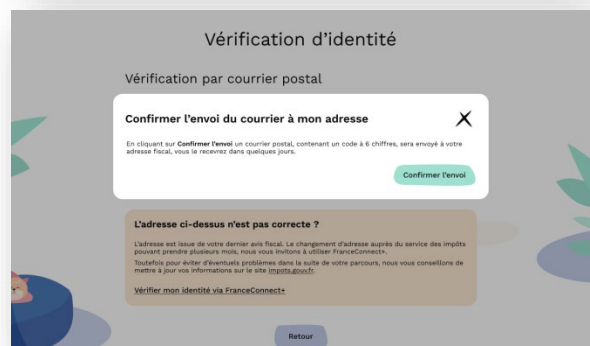 Vérification d'identité
Vérification par courrier postal
Confirmer l'envoi du courrier à mon adresse
En cliquant sur Confirmer l'envoi un courrier postal, contenant un code à 6 chiffres, sera envoyé à votre
adresse fiscal, vous le recevrez dans quelques jours.
Confirmer l'envoi
L'adresse ci-dessus n'est pas correcte ?
L'adresse est issue de votre dernier avis fiscal. Le changement d'adresse auprès du service des impôts
pouvant prendre plusieurs mois, nous vous invitons à utiliser FranceConnect+.
Toutefois pour éviter d'éventuels problèmes dans la suite de votre parcours, nous vous conseillons de
mettre à jour vos informations sur le site impots.gouv.fr.
Vérifier mon identité via FranceConnect+
Retour